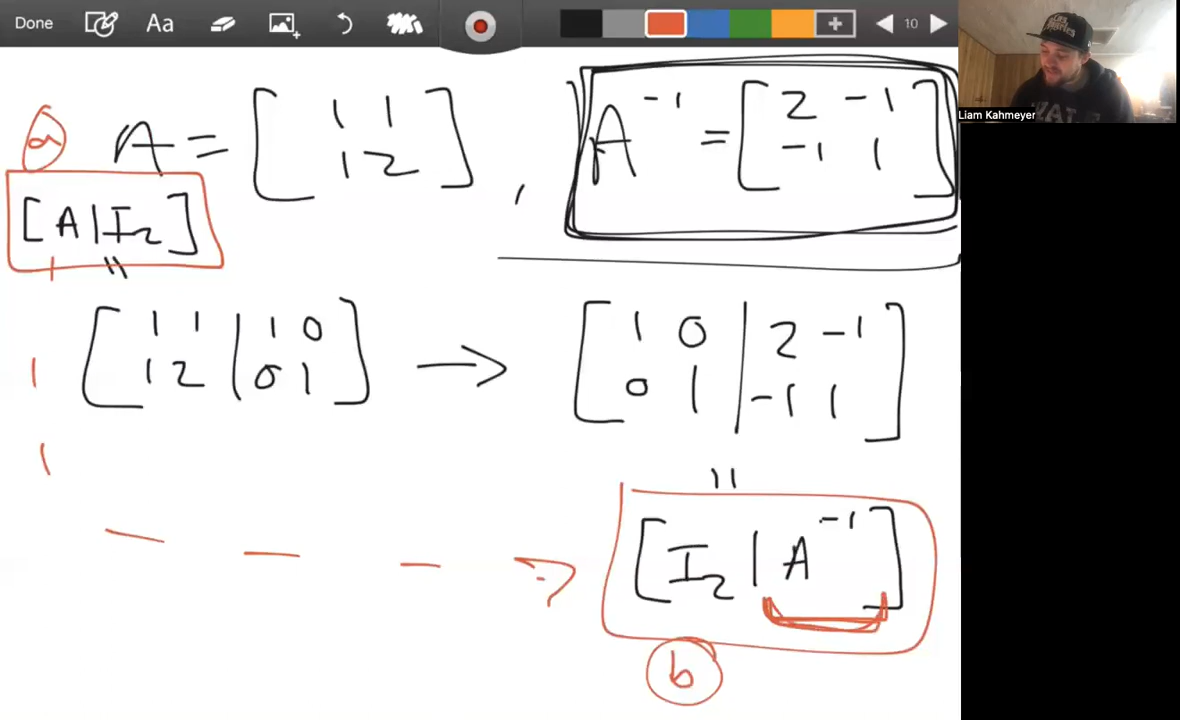 Done Aa 10
Liam Kahmeyer
a
A = [ 1 1
1 2 ] , A⁻¹ = [ 2 -1
-1 1 ]
[ A | I₂ ]
[ 1 1 | 1 0
1 2 | 0 1 ] → [ 1 0 | 2 -1
0 1 | -1 1 ]
[ I₂ | A⁻¹ ]
b